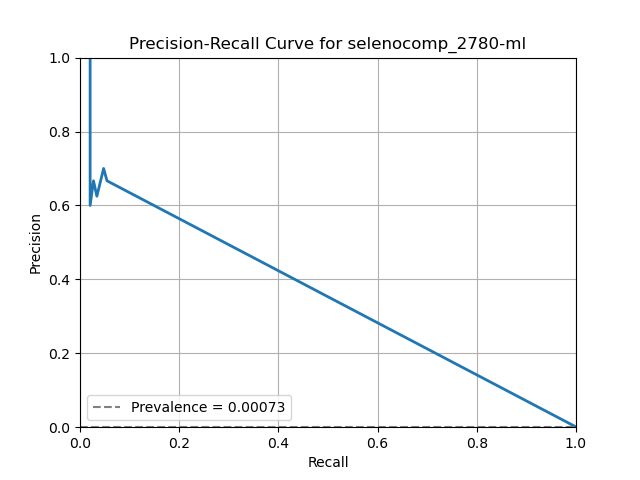 Precision-Recall Curve for selenocomp_2780-ml
1.0
0.8
0.6
0.4
0.2
0.0
Precision
Prevalence = 0.00073
0.0 0.2 0.4 0.6 0.8 1.0
Recall